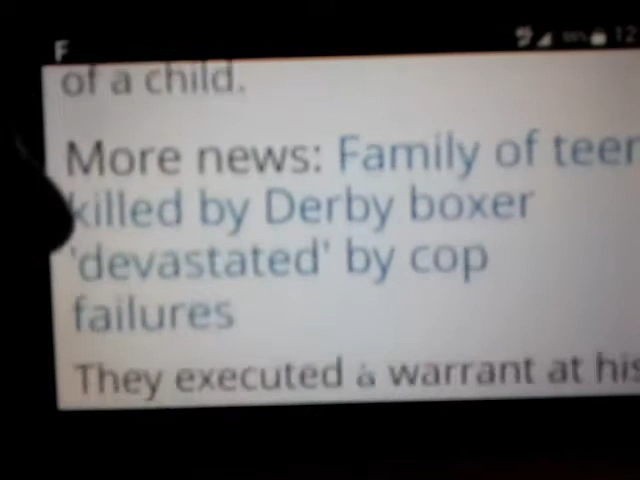 F
12
of a child.
More news: Family of teen
killed by Derby boxer
'devastated' by cop
failures
They executed a warrant at his